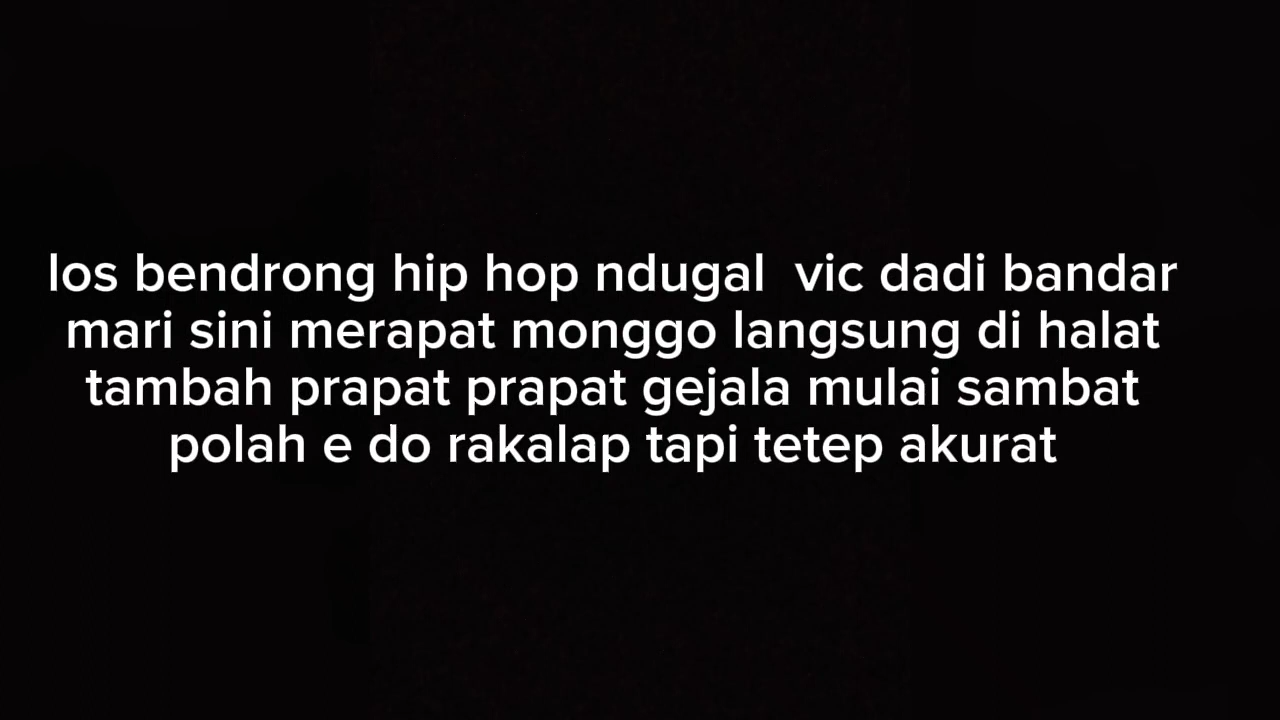 los bendrong hip hop ndugal  vic dadi bandar
mari sini merapat monggo langsung di halat
tambah prapat prapat gejala mulai sambat
polah e do rakalap tapi tetep akurat